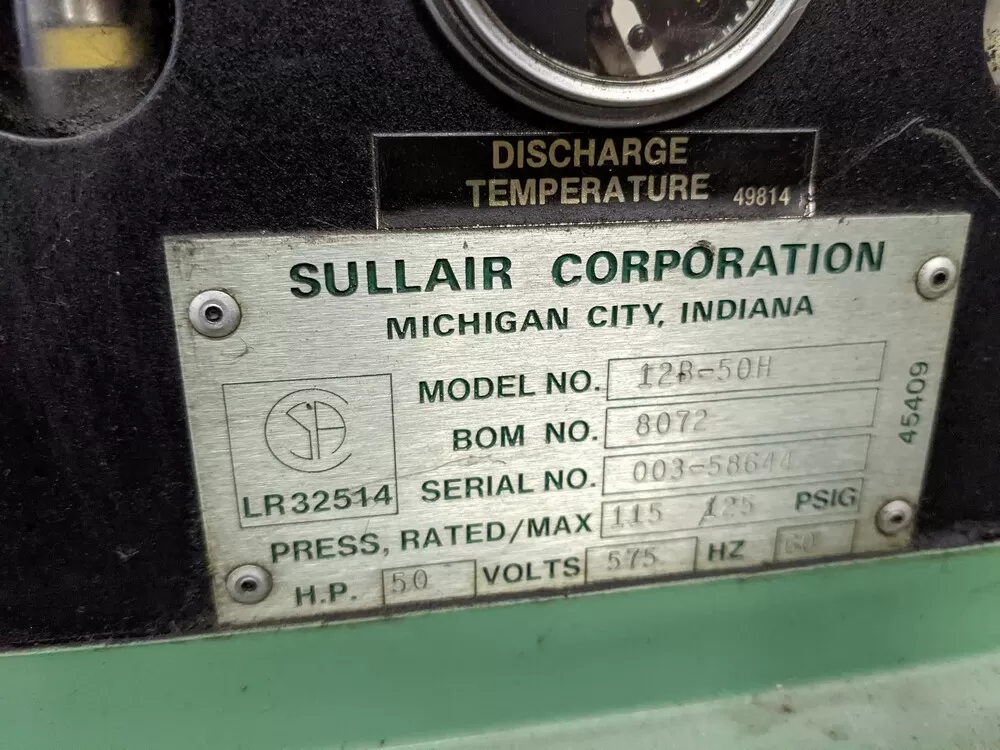 DISCHARGE
TEMPERATURE 49814
SULLAIR CORPORATION
MICHIGAN CITY, INDIANA
MODEL NO. 12B-50H
BOM NO. 8072
SERIAL NO. 003-58644
45409
LR32514
PRESS, RATED/MAX 115 /125 PSIG
H.P. 50 VOLTS 575 HZ 60